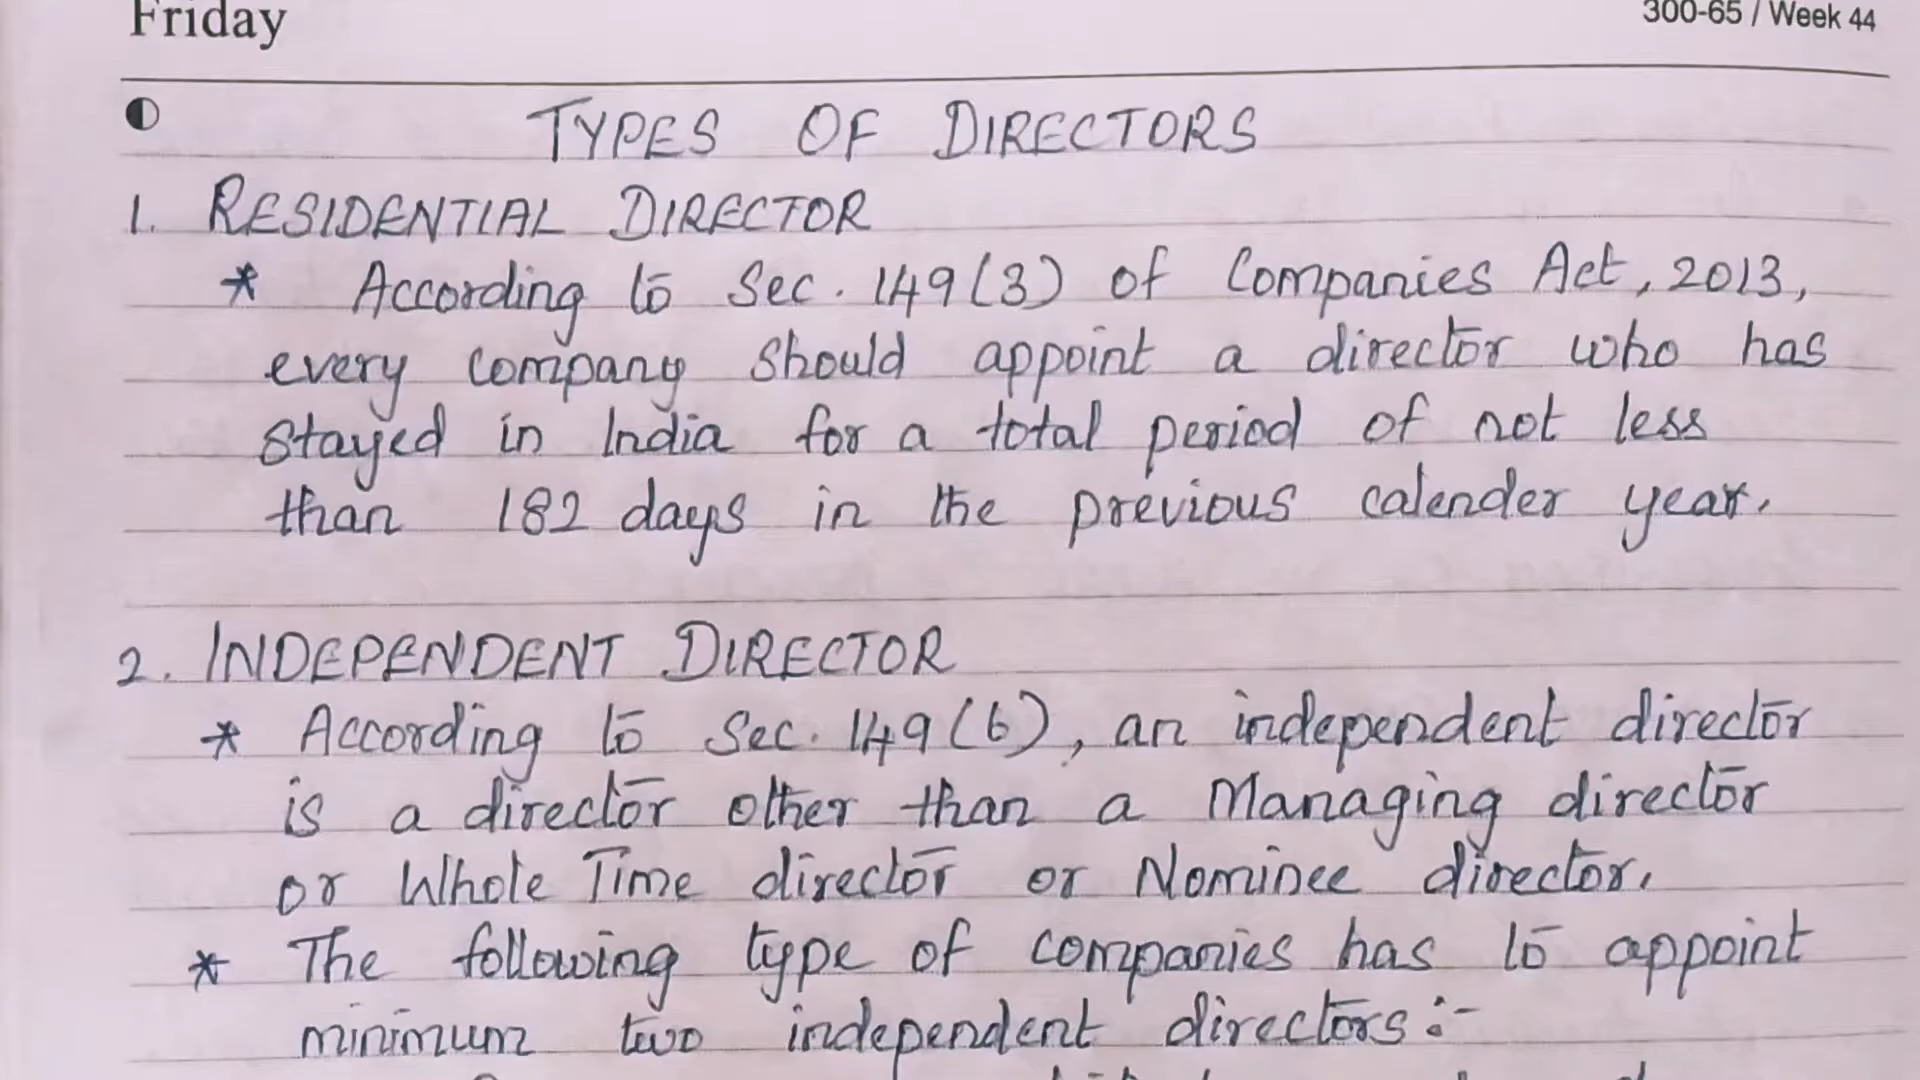 Friday
300-65 / Week 44
TYPES OF DIRECTORS
1. RESIDENTIAL DIRECTOR
* According to Sec. 149(3) of Companies Act, 2013,
every company should appoint a director who has
stayed in India for a total period of not less
than 182 days in the previous calender year.
2. INDEPENDENT DIRECTOR
* According to Sec. 149(6), an independent director
is a director other than a Managing director
or Whole Time director or Nominee director.
* The following type of companies has to appoint
minimum two independent directors:-